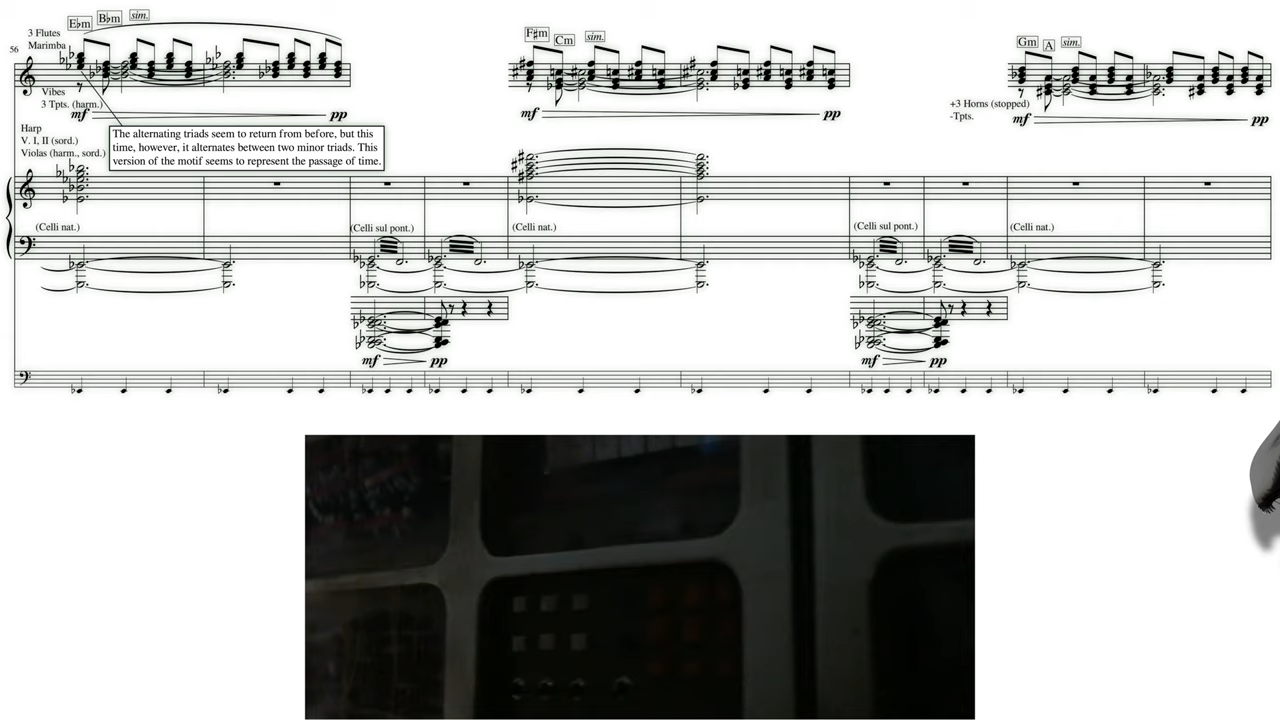 E♭m B♭m sim.
3 Flutes
Marimba
56
Vibes
3 Tpts. (harm.)
mf pp
Harp
V. I, II (sord.)
Violas (harm., sord.)
The alternating triads seem to return from before, but this
time, however, it alternates between two minor triads. This
version of the motif seems to represent the passage of time.
F♯m Cm sim.
mf pp
Gm A sim.
+3 Horns (stopped)
-Tpts.
mf pp
(Celli nat.)
(Celli sul pont.)
(Celli nat.)
(Celli sul pont.)
(Celli nat.)
mf pp
mf pp